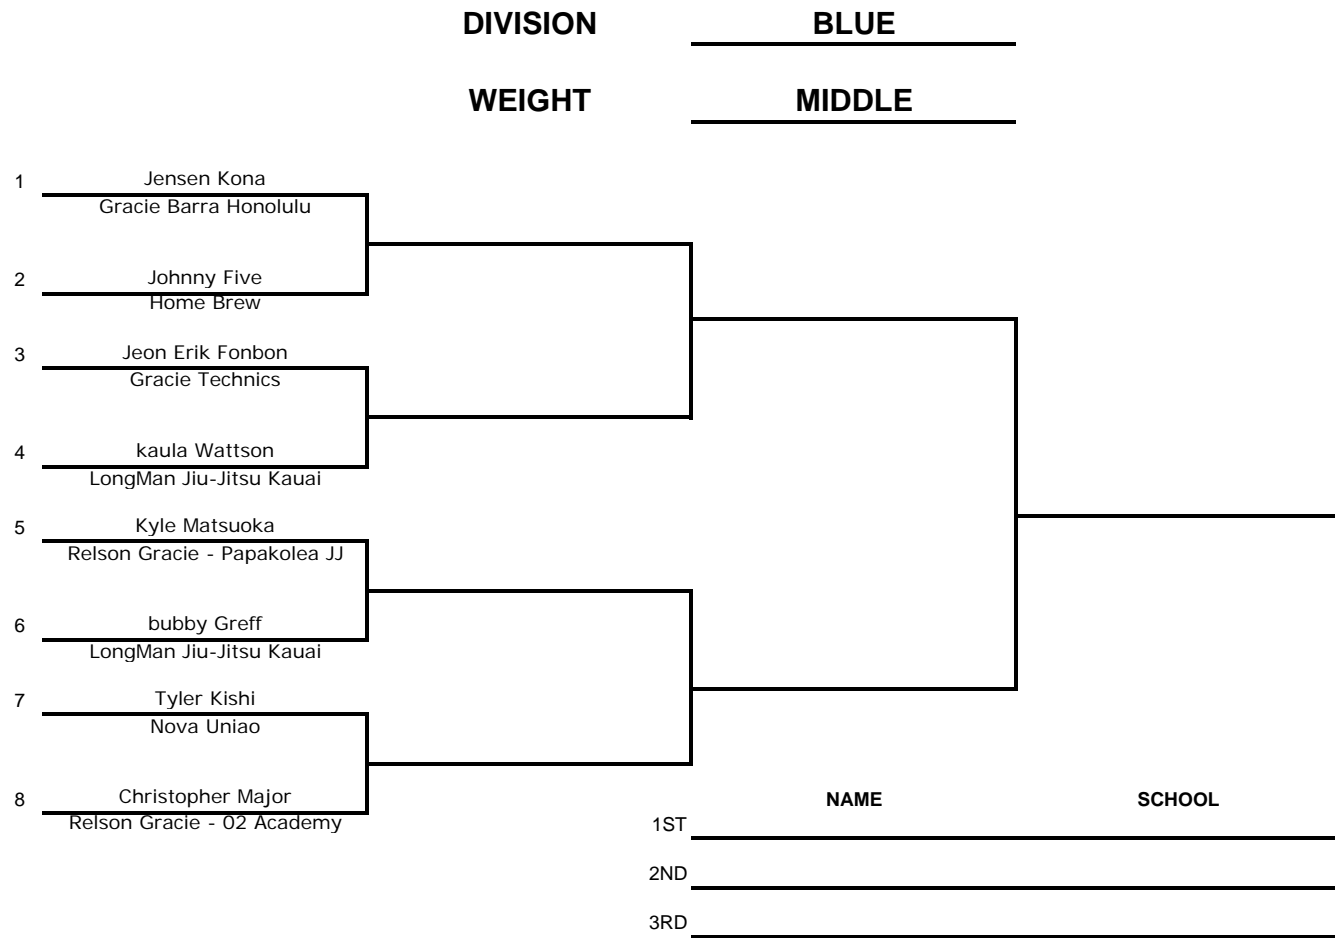 DIVISION BLUE
WEIGHT MIDDLE
1 Jensen Kona
Gracie Barra Honolulu
2 Johnny Five
Home Brew
3 Jeon Erik Fonbon
Gracie Technics
4 kaula Wattson
LongMan Jiu-Jitsu Kauai
5 Kyle Matsuoka
Relson Gracie - Papakolea JJ
6 bubby Greff
LongMan Jiu-Jitsu Kauai
7 Tyler Kishi
Nova Uniao
8 Christopher Major
Relson Gracie - 02 Academy
NAME SCHOOL
1ST
2ND
3RD